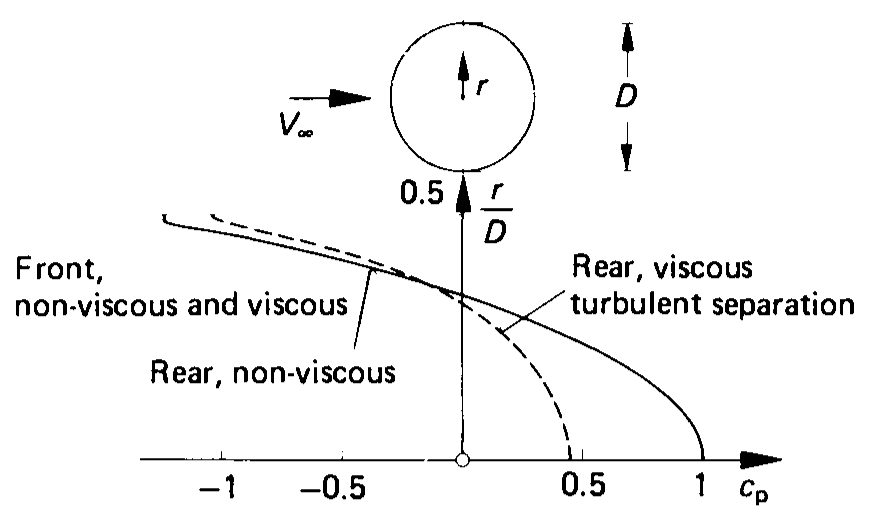 r
D
V∞
0.5
r
D
Front,
non-viscous and viscous
Rear, viscous
turbulent separation
Rear, non-viscous
−1
−0.5
0.5
1
cp